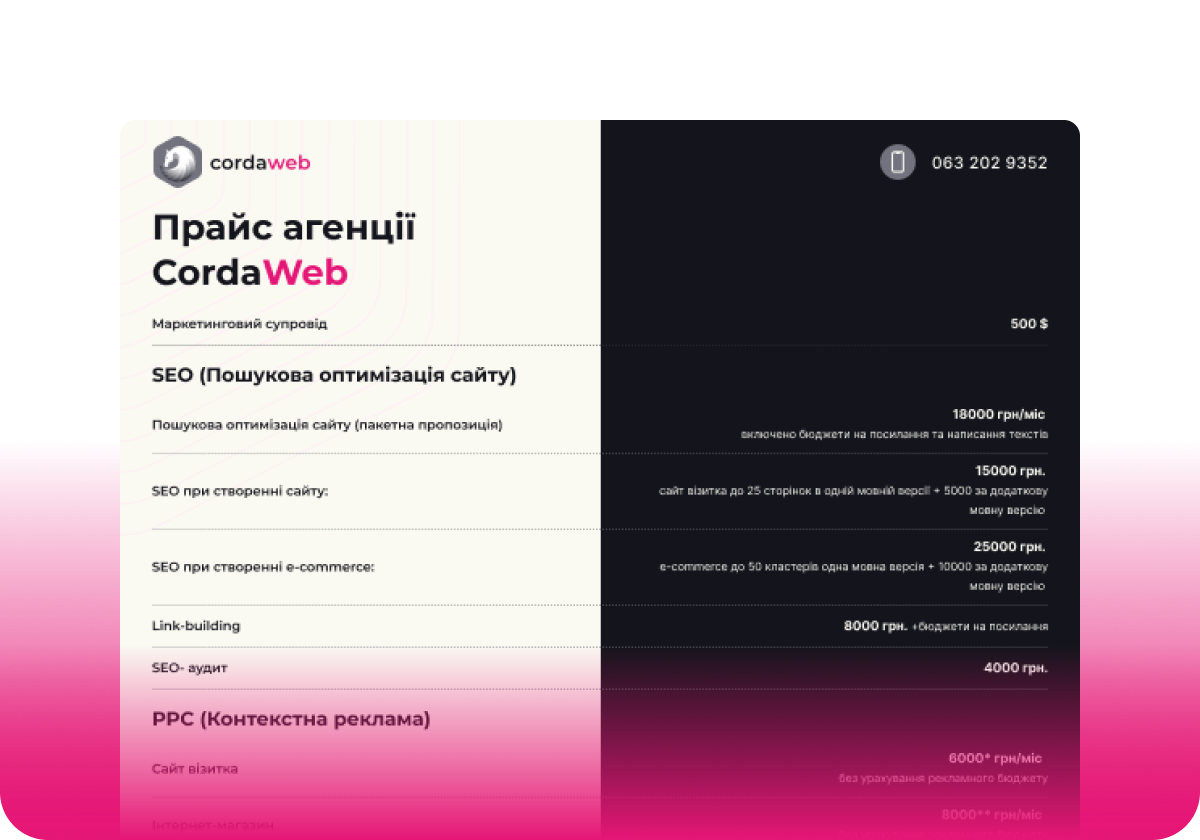 cordaweb
063 202 9352
Прайс агенції
CordaWeb
Маркетинговий супровід
500 $
SEO (Пошукова оптимізація сайту)
Пошукова оптимізація сайту (пакетна пропозиція)
18000 грн/міс
включено бюджети на посилання та написання текстів
SEO при створенні сайту:
15000 грн.
сайт візитка до 25 сторінок в одній мовній версії + 5000 за додаткову
мовну версію
SEO при створенні e-commerce:
25000 грн.
e-commerce до 50 кластерів одна мовна версія + 10000 за додаткову
мовну версію
Link-building
8000 грн. +бюджети на посилання
SEO- аудит
4000 грн.
PPC (Контекстна реклама)
Сайт візитка
6000* грн/міс
без урахування рекламного бюджету
Інтернет-магазин
8000** грн/міс